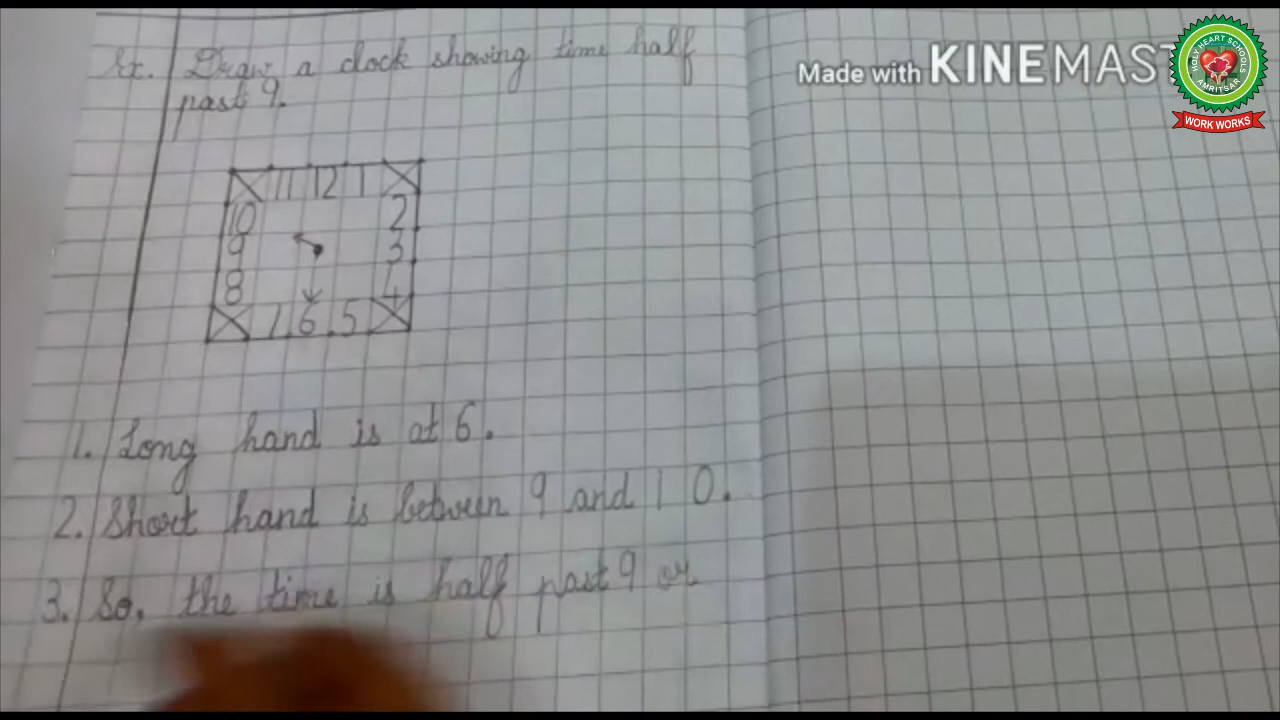 Ex. Draw a clock showing time half
past 9.
11 12 1
10 2
9 3
8 4
7.6.5
1. Long hand is at 6.
2. Short hand is between 9 and 10.
3. So, the time is half past 9 or
Made with KINEMAS
HOLY HEART SCHOOLS
AMRITSAR
WORK WORKS